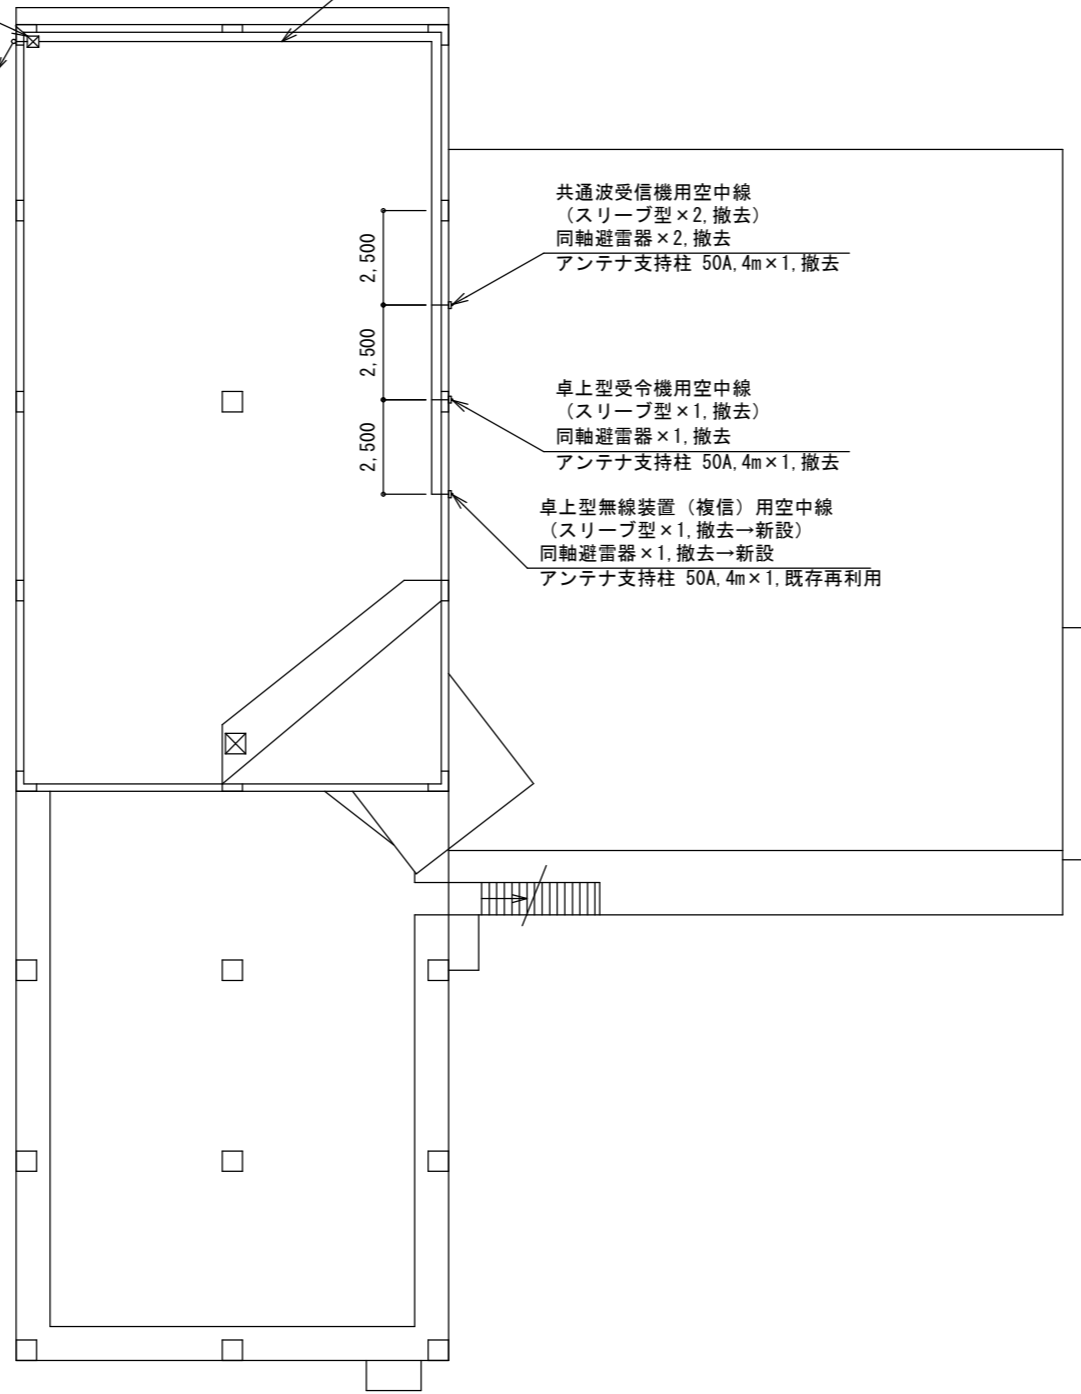 共通波受信機用空中線
（スリーブ型×2,撤去）
同軸避雷器×2,撤去
アンテナ支持柱 50A,4m×1,撤去
2,500
2,500
2,500
卓上型受令機用空中線
（スリーブ型×1,撤去）
同軸避雷器×1,撤去
アンテナ支持柱 50A,4m×1,撤去
卓上型無線装置（複信）用空中線
（スリーブ型×1,撤去→新設）
同軸避雷器×1,撤去→新設
アンテナ支持柱 50A,4m×1,既存再利用